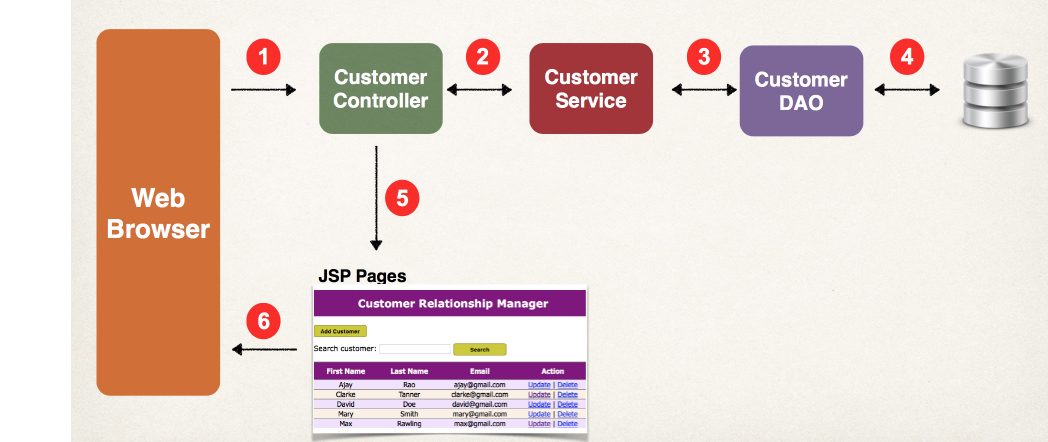 1
2
3
4
Customer
Controller
Customer
Service
Customer
DAO
Web
Browser
5
JSP Pages
Customer Relationship Manager
Add Customer
6
Search customer: Search
First Name Last Name Email Action
Ajay Rao ajay@gmail.com Update | Delete
Clarke Tanner clarke@gmail.com Update | Delete
David Doe david@gmail.com Update | Delete
Mary Smith mary@gmail.com Update | Delete
Max Rawling max@gmail.com Update | Delete